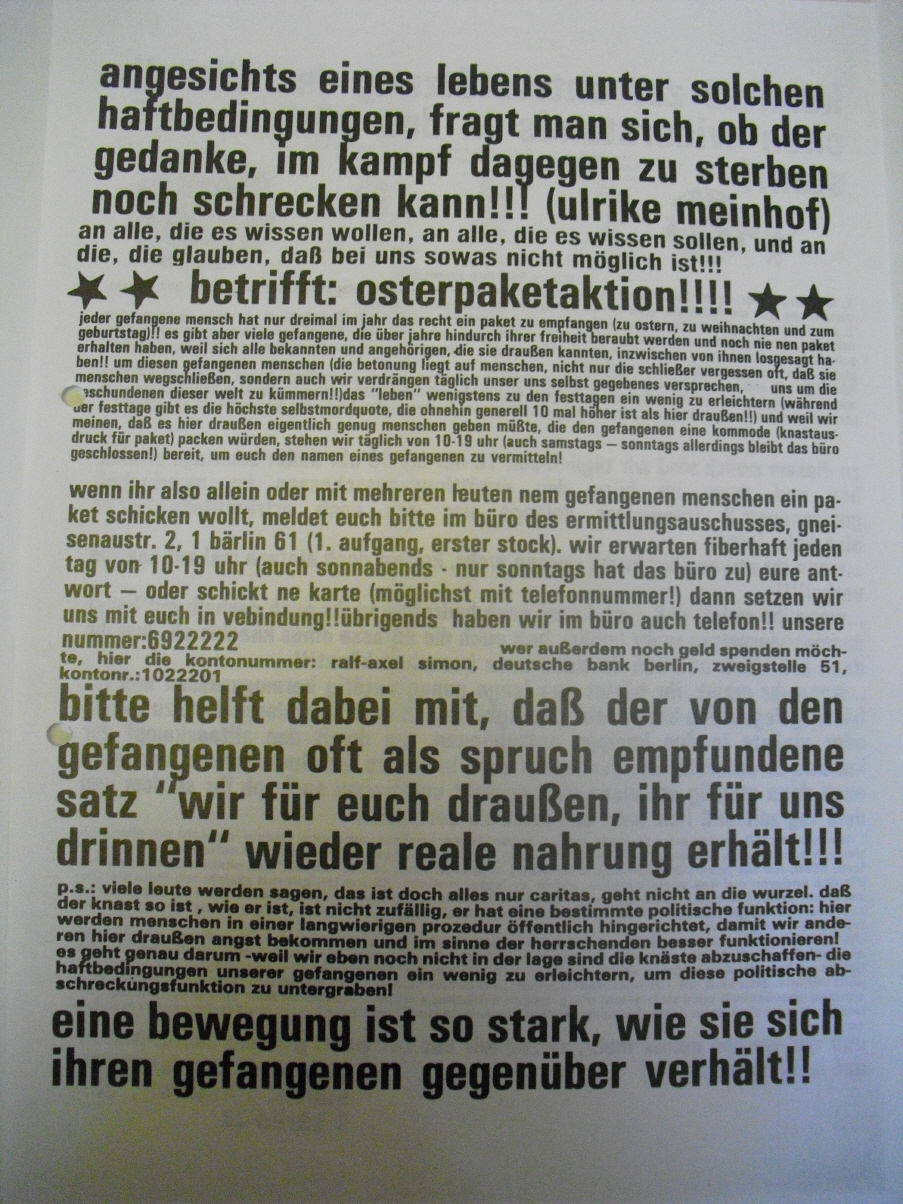 angesichts eines lebens unter solchen
haftbedingungen, fragt man sich, ob der
gedanke, im kampf dagegen zu sterben
noch schrecken kann!!! (ulrike meinhof)
an alle, die es wissen wollen, an alle, die es wissen sollen, und an
die, die glauben, daß bei uns sowas nicht möglich ist!!!
★ ★ betrifft: osterpaketaktion!!!! ★ ★
jeder gefangene mensch hat nur dreimal im jahr das recht ein paket zu empfangen (zu ostern, zu weihnachten und zum
geburtstag)!! es gibt aber viele gefangene, die über jahre hindurch ihrer freiheit beraubt werden und noch nie nen paket
erhalten haben, weil sich alle bekannten und angehörigen, die sie draußen kannten, inzwischen von ihnen losgesagt ha-
ben!! um diesen gefangenen menschen (die betonung liegt auf menschen, nicht nur die schließer vergessen oft, daß sie
menschen wegschließen, sondern auch wir verdrängen täglich unser uns selbst gegebenes versprechen, uns um die
eschundenen dieser welt zu kümmern!!)das "leben" wenigstens zu den festtagen ein wenig zu erleichtern (während
der festtage gibt es die höchste selbstmordquote, die ohnehin generell 10 mal höher ist als hier draußen!!) und weil wir
meinen, daß es hier draußen eigentlich genug menschen geben müßte, die den gefangenen eine kommode (knastaus-
druck für paket) packen würden, stehen wir täglich von 10-19 uhr (auch samstags — sonntags allerdings bleibt das büro
geschlossen!) bereit, um euch den namen eines gefangenen zu vermitteln!
wenn ihr also allein oder mit mehreren leuten nem gefangenen menschen ein pa-
ket schicken wollt, meldet euch bitte im büro des ermittlungsauschusses, gnei-
senaustr. 2, 1 bärlin 61 (1. aufgang, erster stock). wir erwarten fiberhaft jeden
tag von 10-19 uhr (auch sonnabends - nur sonntags hat das büro zu) eure ant-
wort — oder schickt ne karte (möglichst mit telefonnummer!) dann setzen wir
uns mit euch in vebindung!!übrigends haben wir im büro auch telefon!! unsere
nummer:6922222 wer außerdem noch geld spenden möch-
te, hier die kontonummer: ralf-axel simon, deutsche bank berlin, zweigstelle 51,
kontonr.:1022201
bitte helft dabei mit, daß der von den
gefangenen oft als spruch empfundene
satz "wir für euch draußen, ihr für uns
drinnen" wieder reale nahrung erhält!!!
p.s.: viele leute werden sagen, das ist doch alles nur caritas, geht nicht an die wurzel. daß
der knast so ist , wie er ist, ist nicht zufällig, er hat eine bestimmte politische funktion: hier
werden menschen in einer langwierigen prozedur öffentlich hingerichtet, damit wir ande-
ren hier draußen angst bekommen und im sinne der herrschenden besser funktionieren!
es geht genau darum -weil wir eben noch nicht in der lage sind die knäste abzuschaffen- die
haftbedingungen unserer gefangenen ein wenig zu erleichtern, um diese politische ab-
schreckungsfunktion zu untergraben!
eine bewegung ist so stark, wie sie sich
ihren gefangenen gegenüber verhält!!